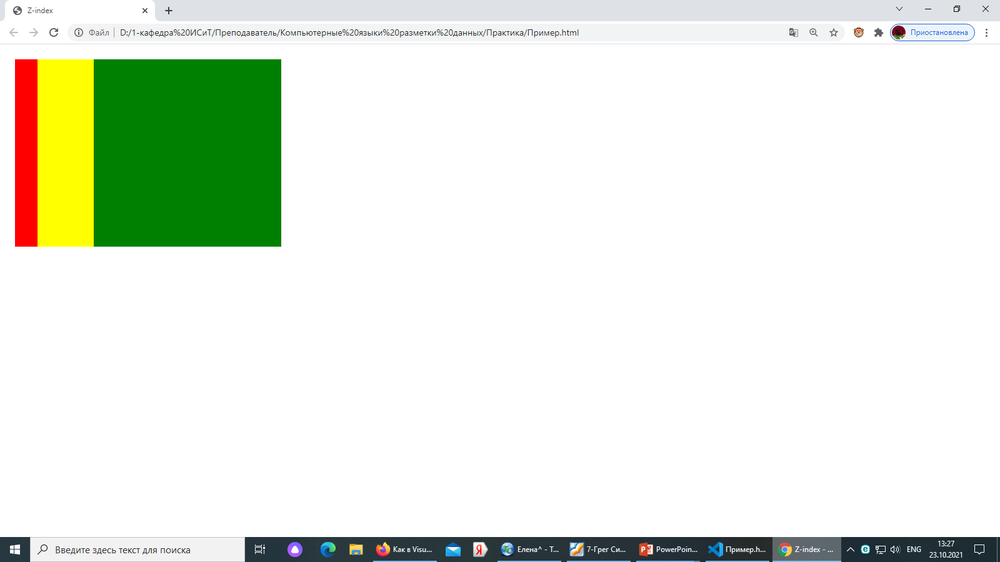 Z-index
Файл
D:/1-кафедра%20ИСиТ/Преподаватель/Компьютерные%20языки%20разметки%20данных/Практика/Пример.html
Приостановлена
Введите здесь текст для поиска
Как в Visu...
Я
Елена^ - Т...
7-Грег Си...
PowerPoin...
Пример.h...
Z-index - ...
ENG
13:27
23.10.2021